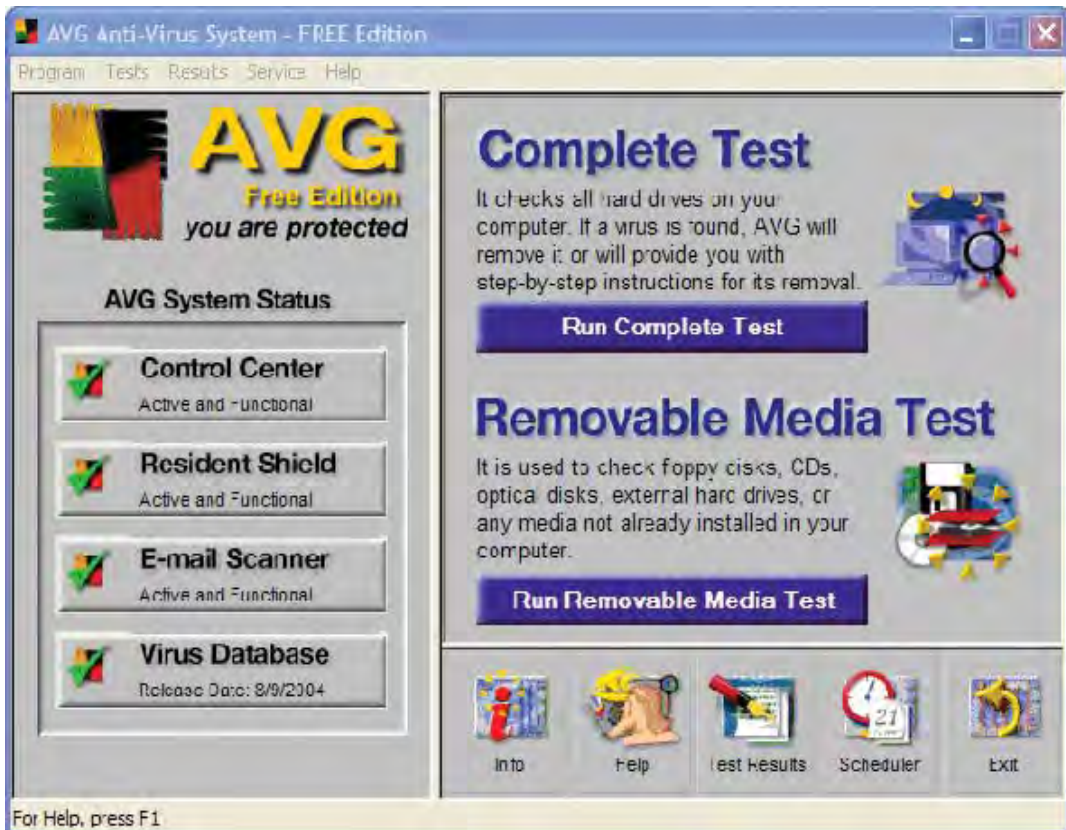 AVG Anti-Virus System - FREE Edition
Program Tests Results Service Help
AVG
Free Edition
you are protected
AVG System Status
Control Center
Active and Functional
Resident Shield
Active and Functional
E-mail Scanner
Active and Functional
Virus Database
Release Date: 8/9/2004
Complete Test
It checks all hard drives on your
computer. If a virus is found, AVG will
remove it or will provide you with
step-by-step instructions for its removal.
Run Complete Test
Removable Media Test
It is used to check floppy disks, CDs,
optical disks, external hard drives, or
any media not already installed in your
computer.
Run Removable Media Test
21
Info Help Test Results Scheduler Exit
For Help, press F1